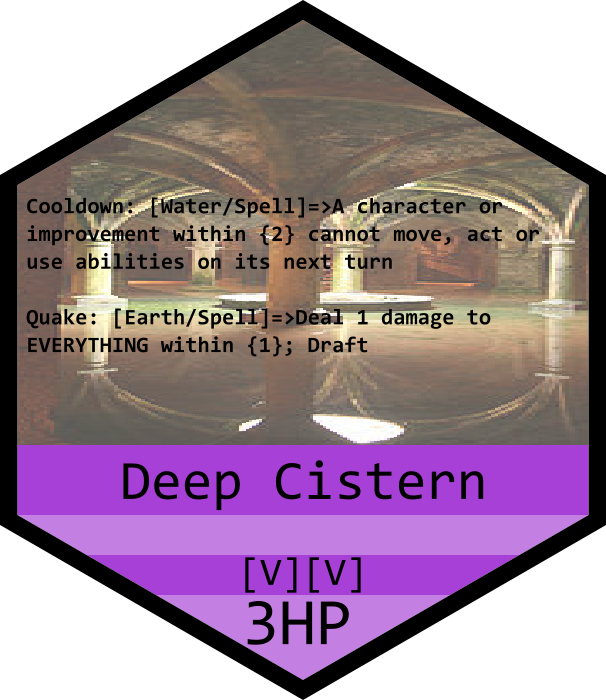 Cooldown: [Water/Spell]=>A character or
improvement within {2} cannot move, act or
use abilities on its next turn
Quake: [Earth/Spell]=>Deal 1 damage to
EVERYTHING within {1}; Draft
Deep Cistern
[V][V]
3HP